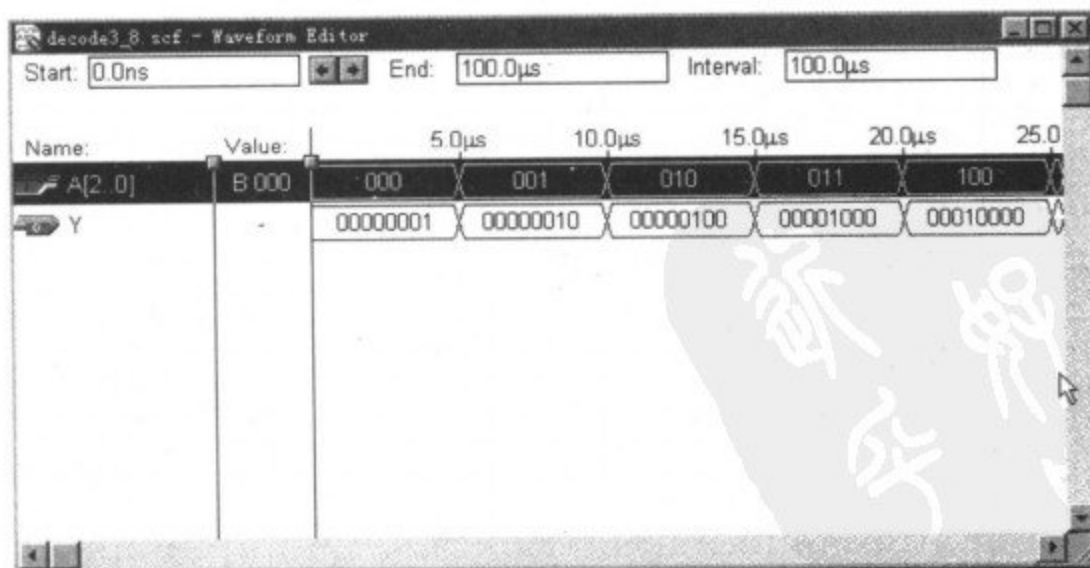 decode3_8.scf - Waveform Editor
Start: 0.0ns End: 100.0μs Interval: 100.0μs
Name: Value: 5.0μs 10.0μs 15.0μs 20.0μs 25.0
A[2..0] B 000 000 001 010 011 100
Y - 00000001 00000010 00000100 00001000 00010000